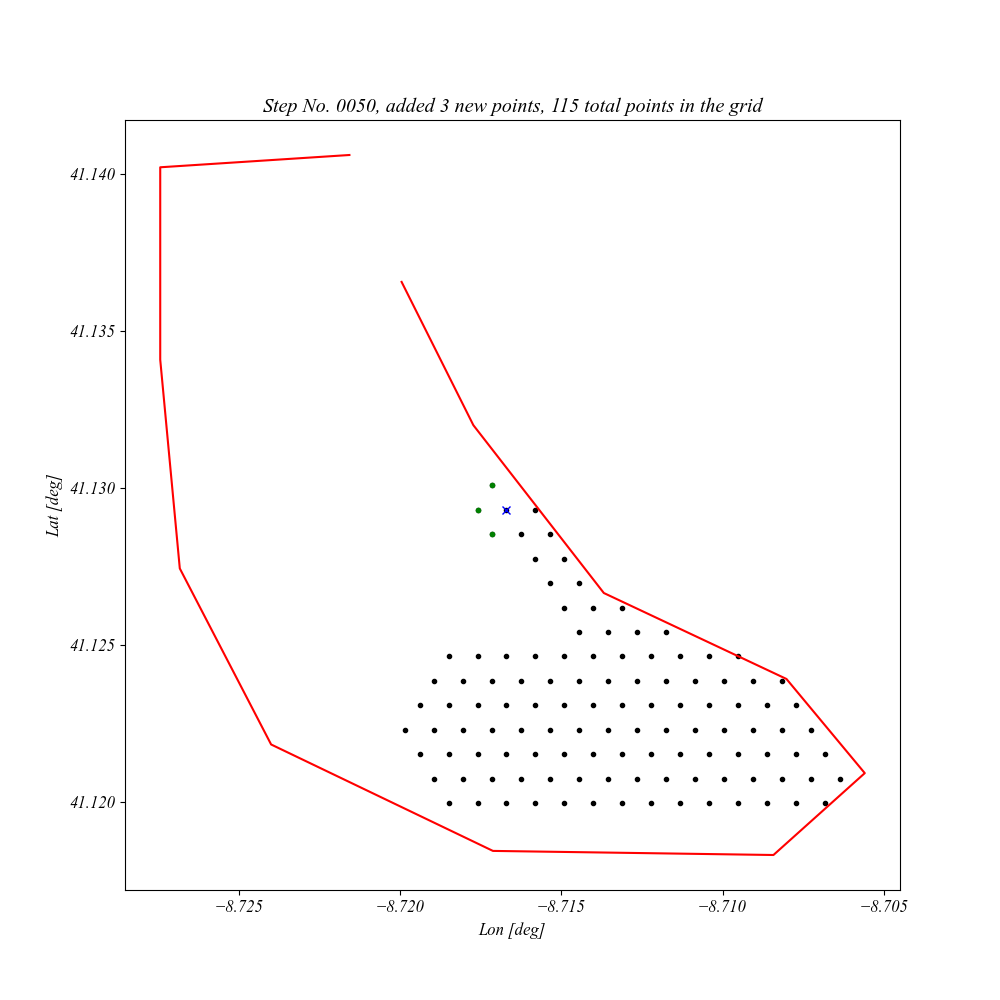 Step No. 0050, added 3 new points, 115 total points in the grid
41.140
41.135
41.130
41.125
41.120
Lat [deg]
−8.725 −8.720 −8.715 −8.710 −8.705
Lon [deg]